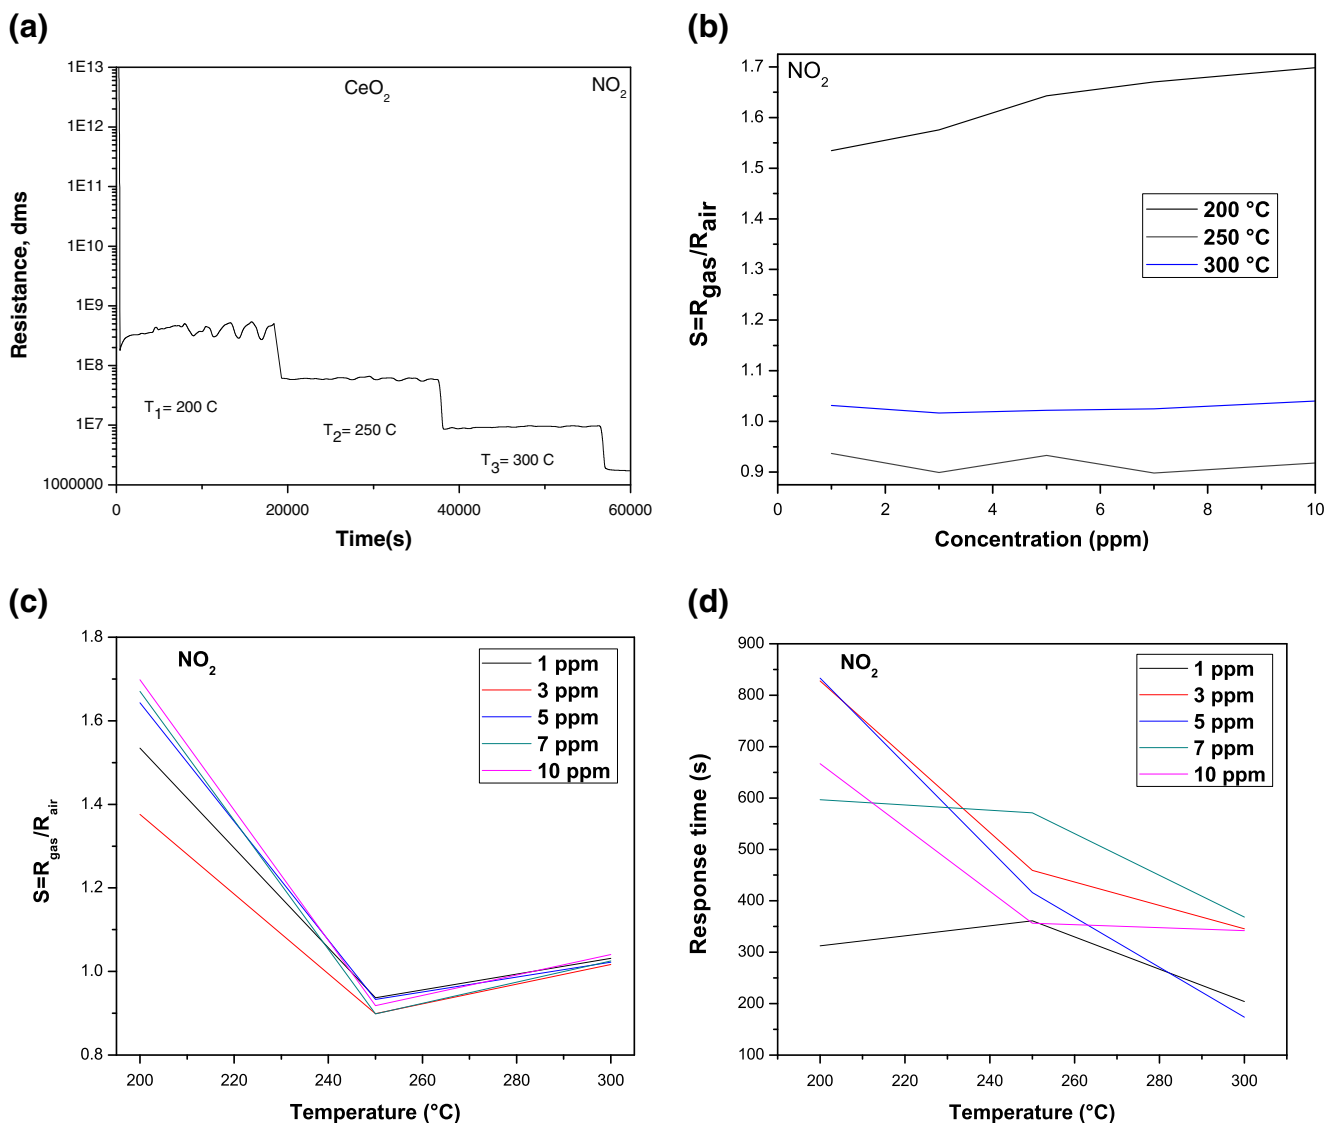 (a)
1E13
1E12
1E11
1E10
1E9
1E8
1E7
1000000
Resistance, dms
CeO2
NO2
T1= 200 C
T2= 250 C
T3= 300 C
0 20000 40000 60000
Time(s)
(b)
1.7
1.6
1.5
1.4
1.3
1.2
1.1
1.0
0.9
S=Rgas/Rair
NO2
200 °C
250 °C
300 °C
0 2 4 6 8 10
Concentration (ppm)
(c)
1.8
1.6
1.4
1.2
1.0
0.8
S=Rgas/Rair
NO2
1 ppm
3 ppm
5 ppm
7 ppm
10 ppm
200 220 240 260 280 300
Temperature (°C)
(d)
900
800
700
600
500
400
300
200
100
Response time (s)
NO2
1 ppm
3 ppm
5 ppm
7 ppm
10 ppm
200 220 240 260 280 300
Temperature (°C)